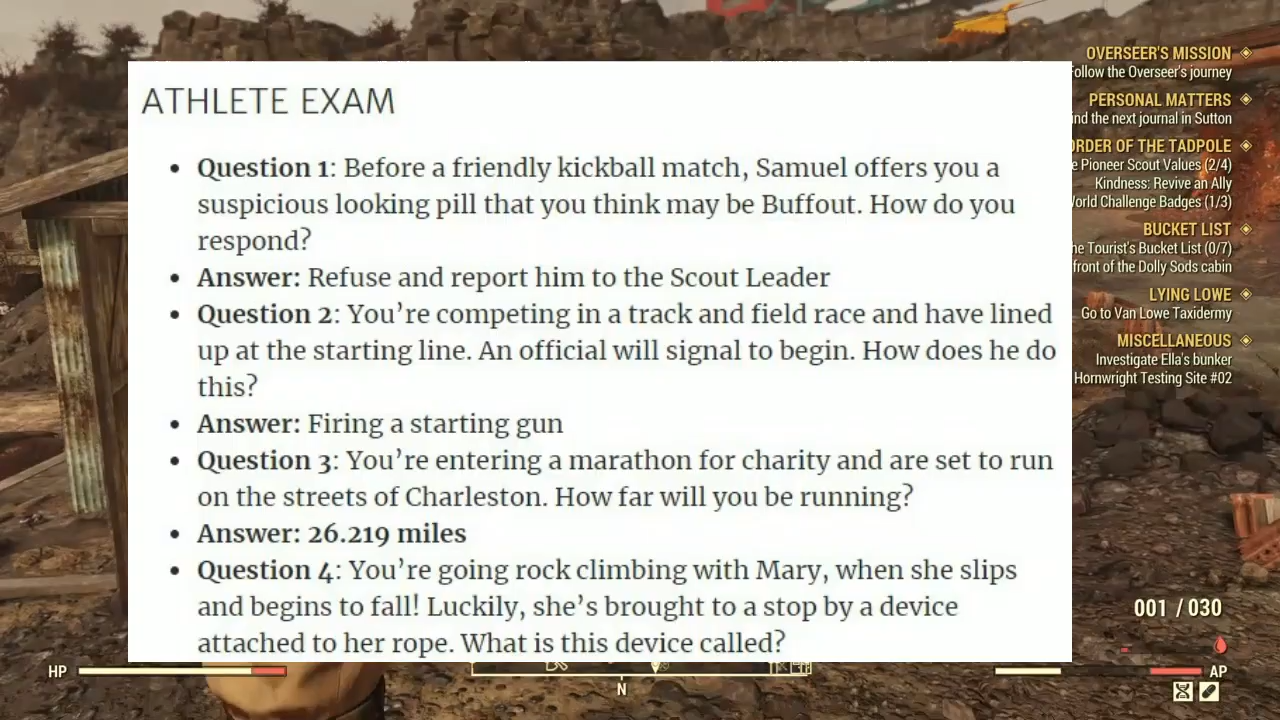 ATHLETE EXAM
• Question 1: Before a friendly kickball match, Samuel offers you a
suspicious looking pill that you think may be Buffout. How do you
respond?
• Answer: Refuse and report him to the Scout Leader
• Question 2: You’re competing in a track and field race and have lined
up at the starting line. An official will signal to begin. How does he do
this?
• Answer: Firing a starting gun
• Question 3: You’re entering a marathon for charity and are set to run
on the streets of Charleston. How far will you be running?
• Answer: 26.219 miles
• Question 4: You’re going rock climbing with Mary, when she slips
and begins to fall! Luckily, she’s brought to a stop by a device
attached to her rope. What is this device called?
OVERSEER'S MISSION
Follow the Overseer's journey
PERSONAL MATTERS
ind the next journal in Sutton
ORDER OF THE TADPOLE
e Pioneer Scout Values (2/4)
Kindness: Revive an Ally
World Challenge Badges (1/3)
BUCKET LIST
he Tourist's Bucket List (0/7)
front of the Dolly Sods cabin
LYING LOWE
Go to Van Lowe Taxidermy
MISCELLANEOUS
Investigate Ella's bunker
Hornwright Testing Site #02
001 / 030
HP
N
AP